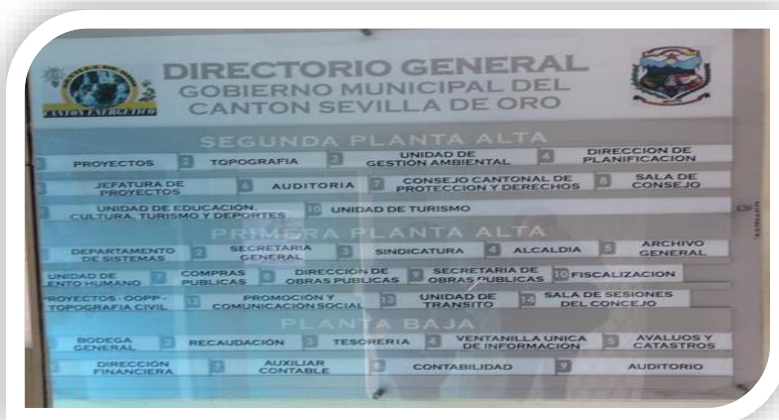 DIRECTORIO GENERAL
GOBIERNO MUNICIPAL DEL
CANTON SEVILLA DE ORO
CANTON ENERGETICO
SEGUNDA PLANTA ALTA
PROYECTOS 2 TOPOGRAFIA 3 UNIDAD DE GESTIÓN AMBIENTAL 4 DIRECCION DE PLANIFICACION
JEFATURA DE PROYECTOS 6 AUDITORIA 7 CONSEJO CANTONAL DE PROTECCION Y DERECHOS 8 SALA DE CONSEJO
UNIDAD DE EDUCACIÓN, CULTURA, TURISMO Y DEPORTES 10 UNIDAD DE TURISMO
PRIMERA PLANTA ALTA
DEPARTAMENTO DE SISTEMAS 2 SECRETARIA GENERAL 3 SINDICATURA 4 ALCALDIA 5 ARCHIVO GENERAL
UNIDAD DE ENTO HUMANO 7 COMPRAS PUBLICAS 8 DIRECCIÓN DE OBRAS PUBLICAS 9 SECRETARIA DE OBRAS PUBLICAS 10 FISCALIZACION
PROYECTOS - OOPP - TOPOGRAFIA CIVIL 12 PROMOCIÓN Y COMUNICACIÓN SOCIAL 13 UNIDAD DE TRANSITO 14 SALA DE SESIONES DEL CONCEJO
PLANTA BAJA
BODEGA GENERAL 2 RECAUDACIÓN 3 TESORERIA 4 VENTANILLA UNICA DE INFORMACIÓN 5 AVALUOS Y CATASTROS
DIRECCIÓN FINANCIERA 7 AUXILIAR CONTABLE 8 CONTABILIDAD 9 AUDITORIO